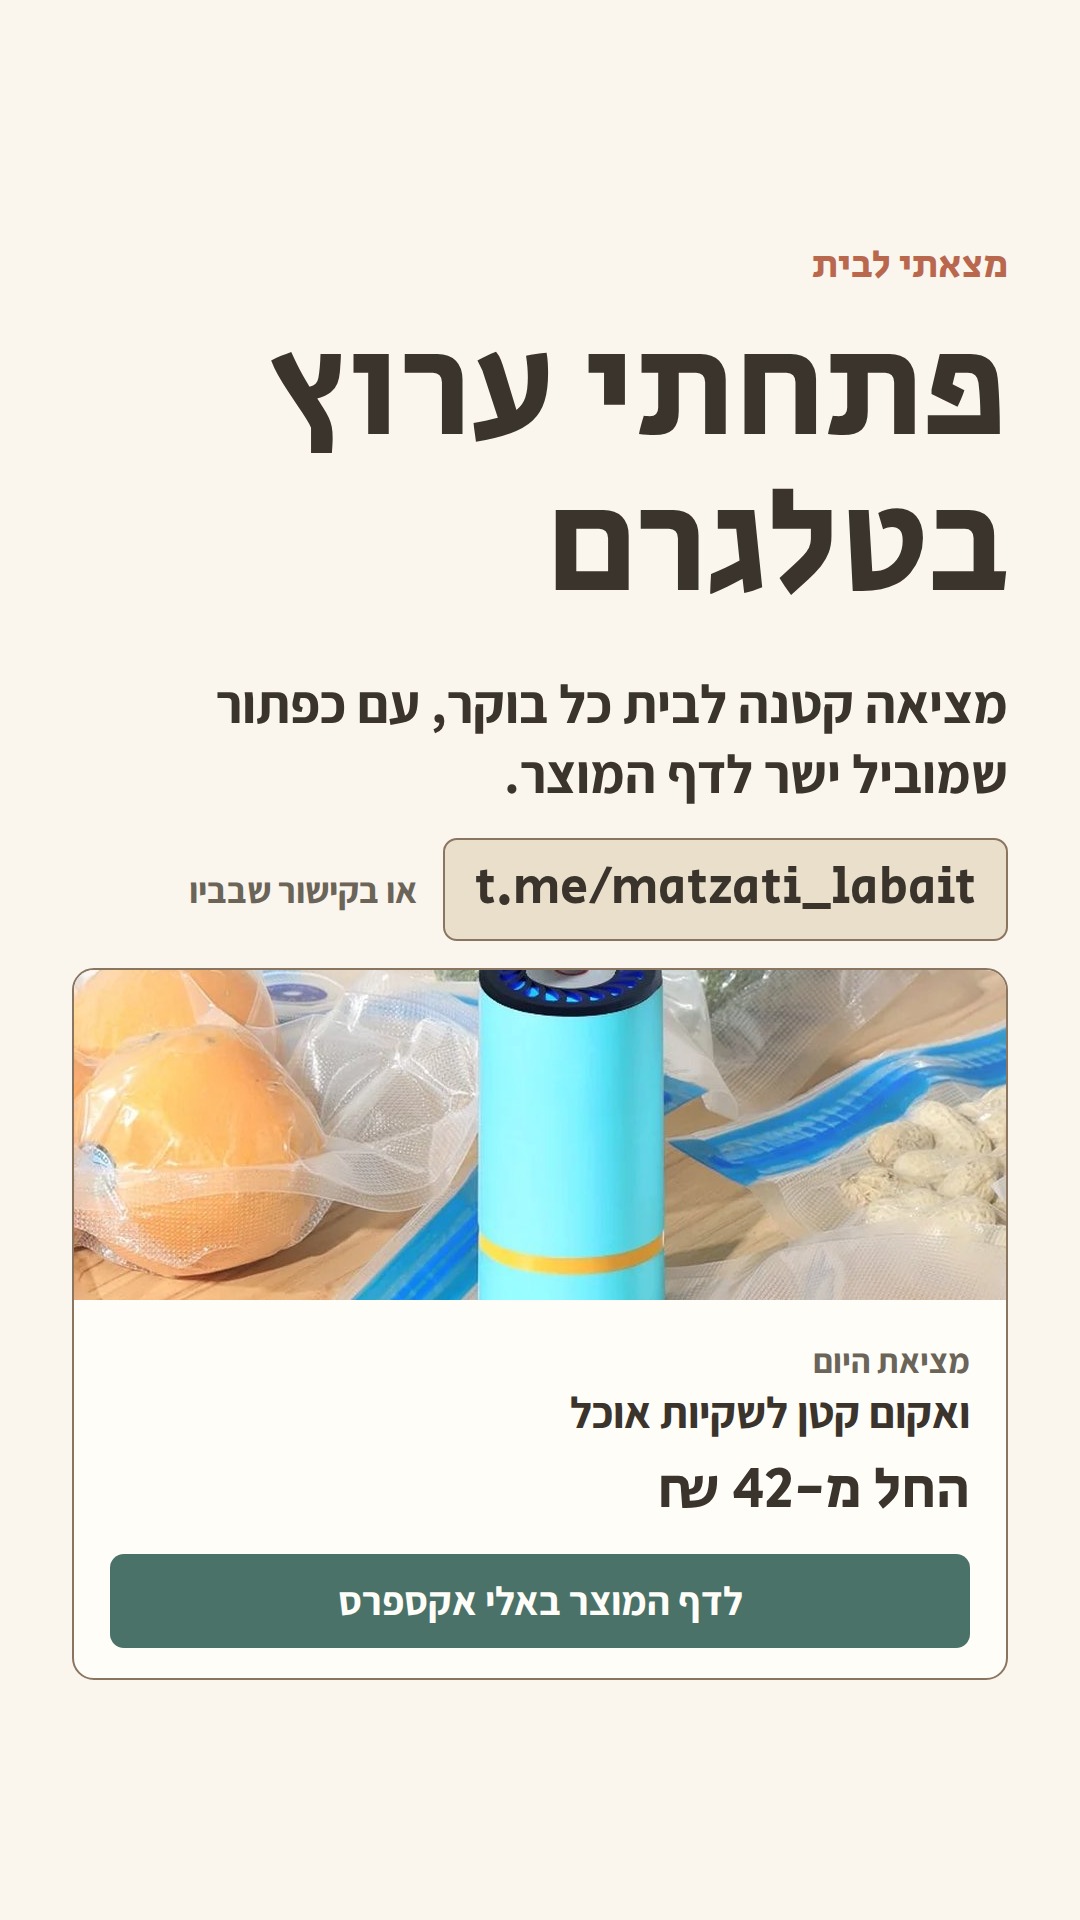 מצאתי לבית
פתחתי ערוץ
בטלגרם
מציאה קטנה לבית כל בוקר, עם כפתור
שמוביל ישר לדף המוצר.
t.me/matzati_labait
או בקישור שבביו
מציאת היום
ואקום קטן לשקיות אוכל
החל מ-42 ₪
לדף המוצר באלי אקספרס